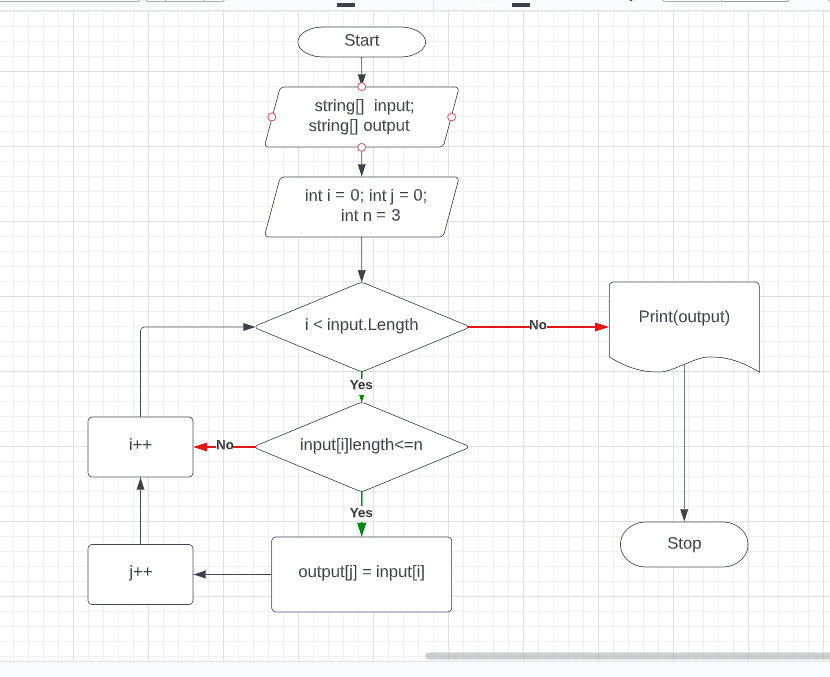 Start
string[] input;
string[] output
int i = 0; int j = 0;
int n = 3
i < input.Length
No
Print(output)
Yes
i++
No
input[i]length<=n
Yes
Stop
j++
output[j] = input[i]